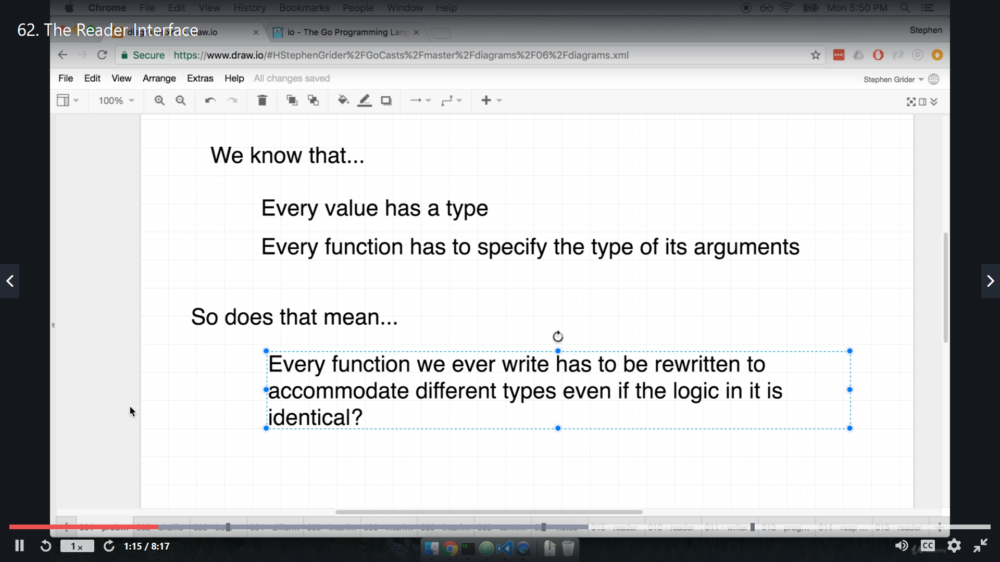 Chrome File Edit View History Bookmarks People Window Help Mon 5:50 PM
62. The Reader Interface
io - The Go Programming Lang
Stephen
Secure https://www.draw.io/#HStephenGrider%2FGoCasts%2Fmaster%2Fdiagrams%2F06%2Fdiagrams.xml
File Edit View Arrange Extras Help All changes saved
Stephen Grider
100%
We know that...
Every value has a type
Every function has to specify the type of its arguments
So does that mean...
Every function we ever write has to be rewritten to
accommodate different types even if the logic in it is
identical?
015 - reader 010 - reader 011 - writer 013 - prog... 014 - resp ... 015 - reader
1x 1:15 / 8:17 CC